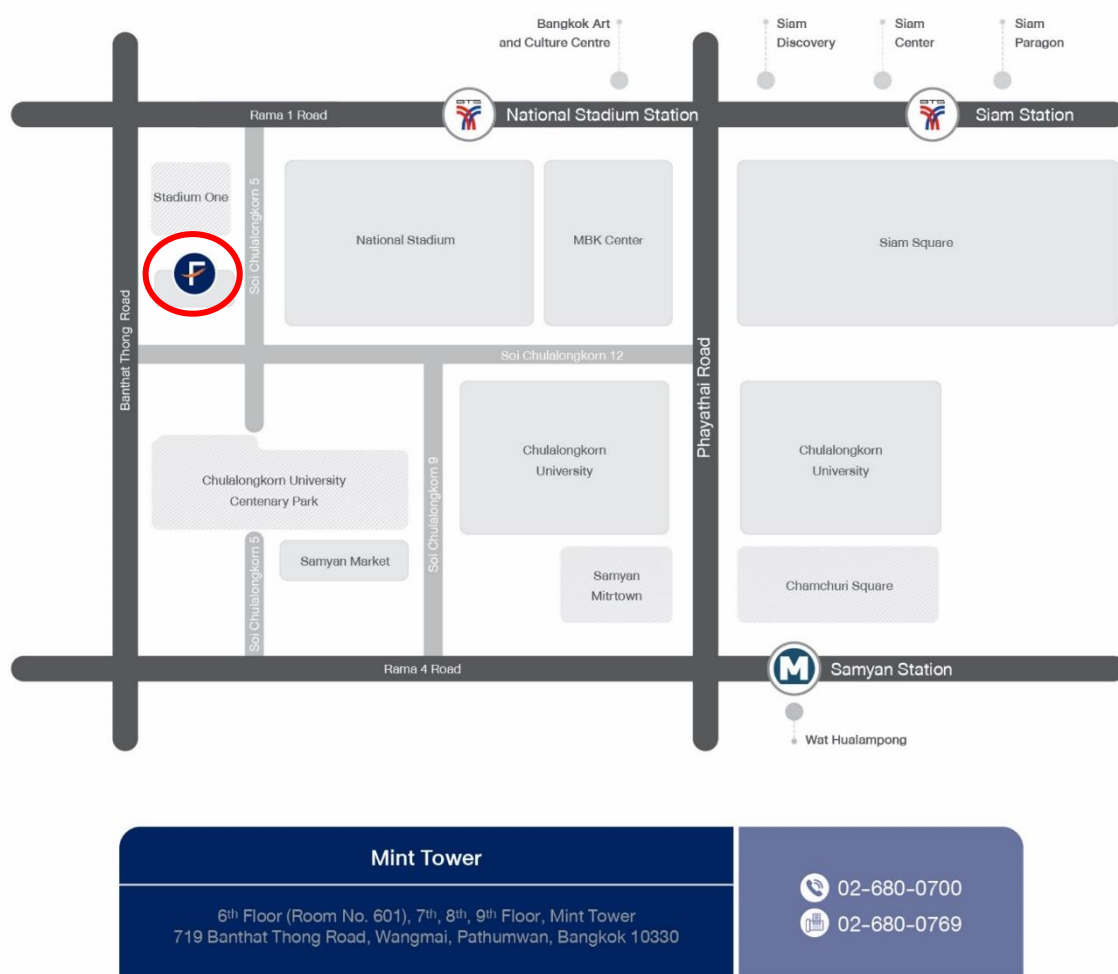 Bangkok Art
and Culture Centre
Siam
Discovery
Siam
Center
Siam
Paragon
Rama 1 Road
BTS
National Stadium Station
BTS
Siam Station
Stadium One
Soi Chulalongkorn 5
National Stadium
MBK Center
Siam Square
F
Banthat Thong Road
Soi Chulalongkorn 12
Phayathai Road
Chulalongkorn University
Centenary Park
Soi Chulalongkorn 9
Chulalongkorn
University
Chulalongkorn
University
Soi Chulalongkorn 5
Samyan Market
Samyan
Mitrtown
Chamchuri Square
Rama 4 Road
M
Samyan Station
Wat Hualampong
Mint Tower
6th Floor (Room No. 601), 7th, 8th, 9th Floor, Mint Tower
719 Banthat Thong Road, Wangmai, Pathumwan, Bangkok 10330
02-680-0700
02-680-0769